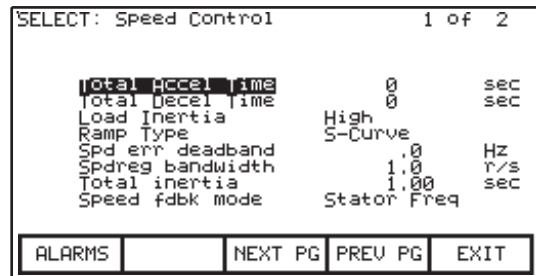 SELECT: Speed Control 1 of 2
Total Accel Time 0 sec
Total Decel Time 0 sec
Load Inertia High
Ramp Type S-Curve
Spd err deadband .0 Hz
Spdreg bandwidth 1.0 r/s
Total inertia 1.00 sec
Speed fdbk mode Stator Freq
ALARMS NEXT PG PREV PG EXIT